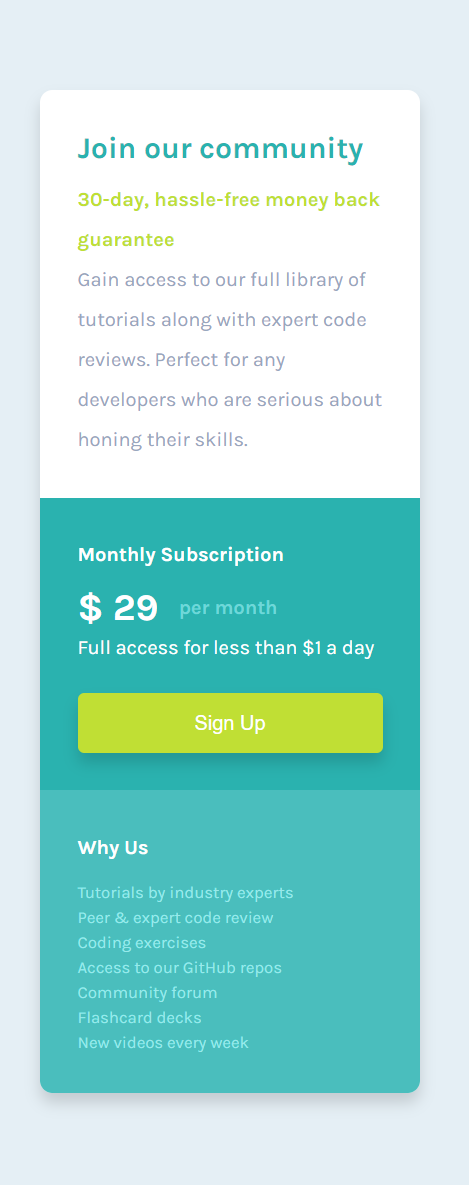 Join our community
30-day, hassle-free money back
guarantee
Gain access to our full library of
tutorials along with expert code
reviews. Perfect for any
developers who are serious about
honing their skills.
Monthly Subscription
$ 29 per month
Full access for less than $1 a day
Sign Up
Why Us
Tutorials by industry experts
Peer & expert code review
Coding exercises
Access to our GitHub repos
Community forum
Flashcard decks
New videos every week